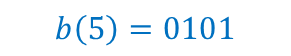 b(5) = 0101